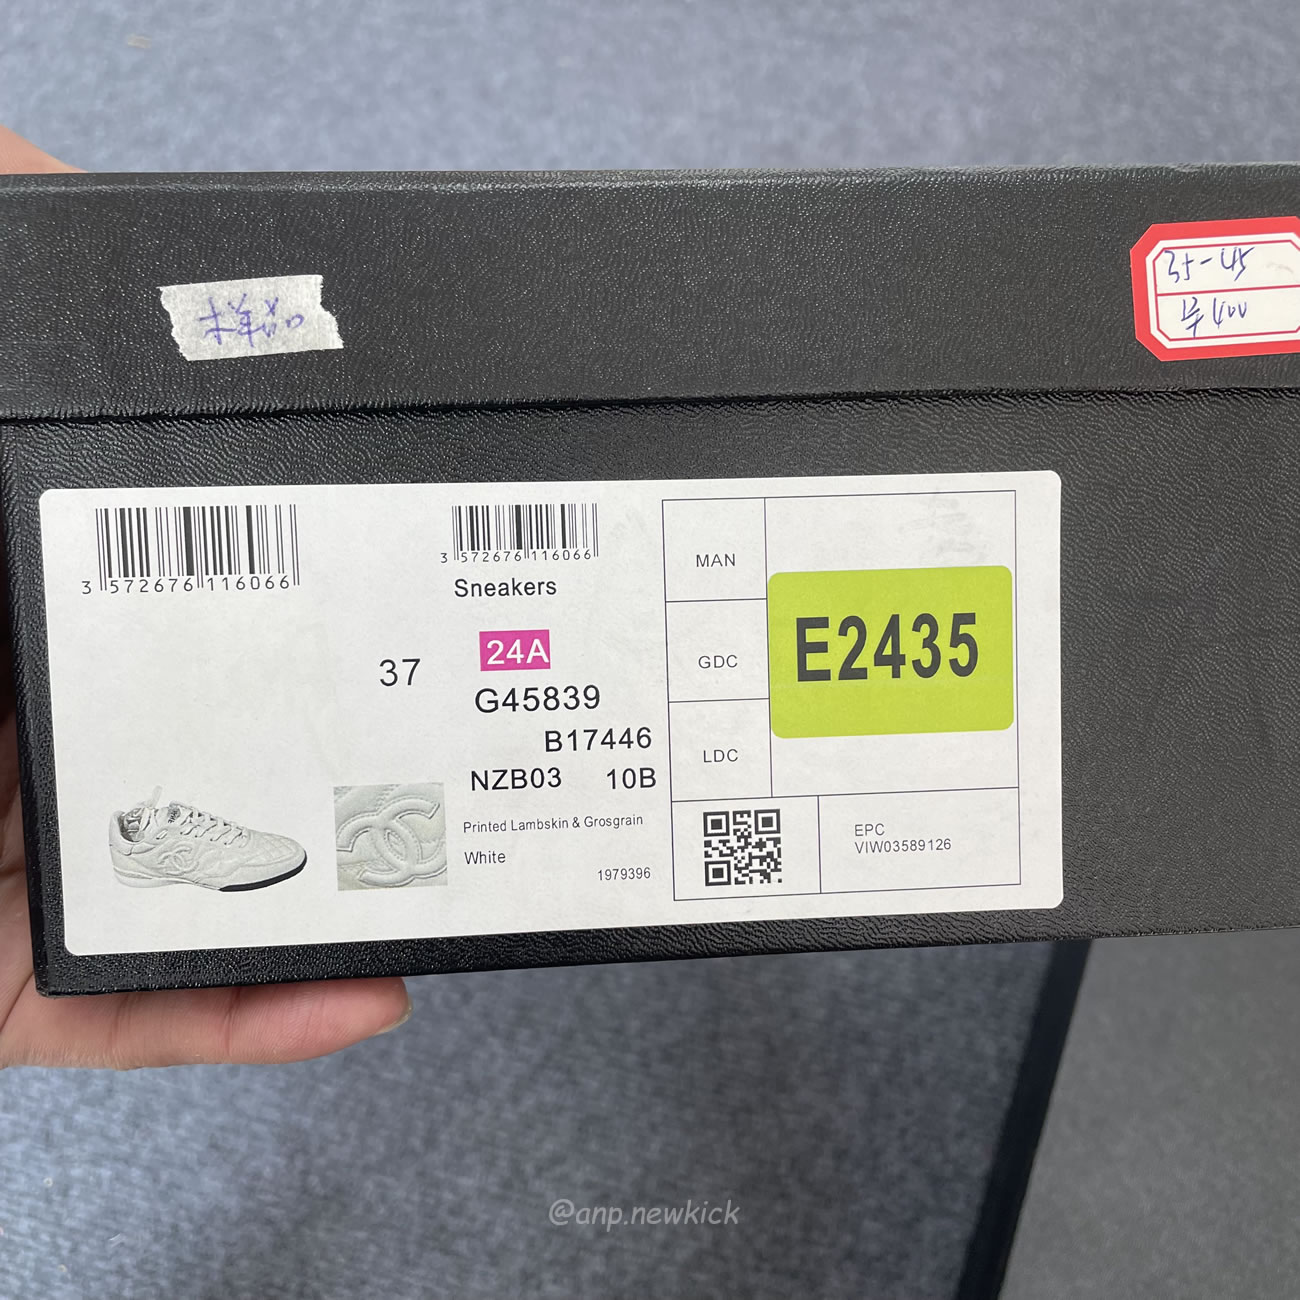 样品
35-45
400
3 572676 116066
3 572676 116066
Sneakers
37
24A
G45839
B17446
NZB03 10B
Printed Lambskin & Grosgrain
White
1979396
MAN
GDC
LDC
E2435
EPC
VIW03589126
@anp.newkick